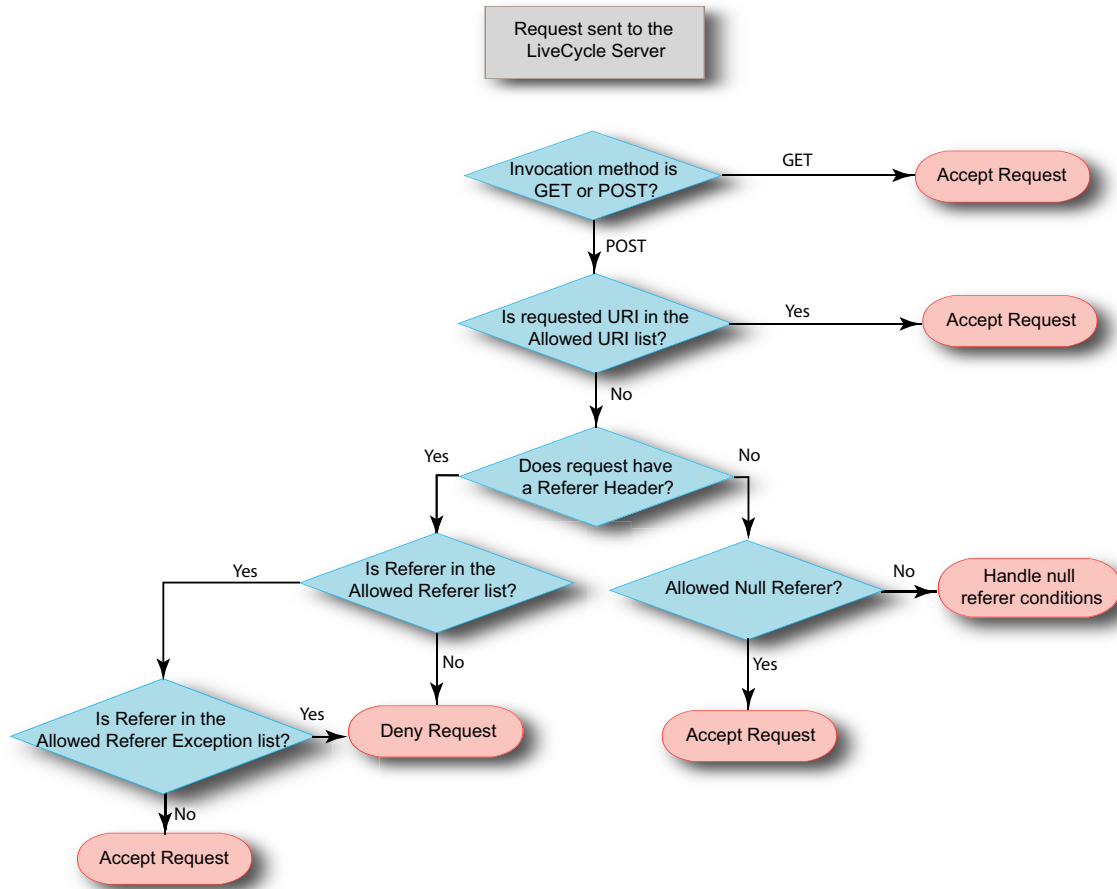 Request sent to the
LiveCycle Server
Invocation method is
GET or POST?
GET
Accept Request
POST
Is requested URI in the
Allowed URI list?
Yes
Accept Request
No
Does request have
a Referer Header?
Yes
No
Is Referer in the
Allowed Referer list?
Yes
No
Allowed Null Referer?
No
Handle null
referer conditions
Yes
Is Referer in the
Allowed Referer Exception list?
Yes
Deny Request
Accept Request
No
Accept Request